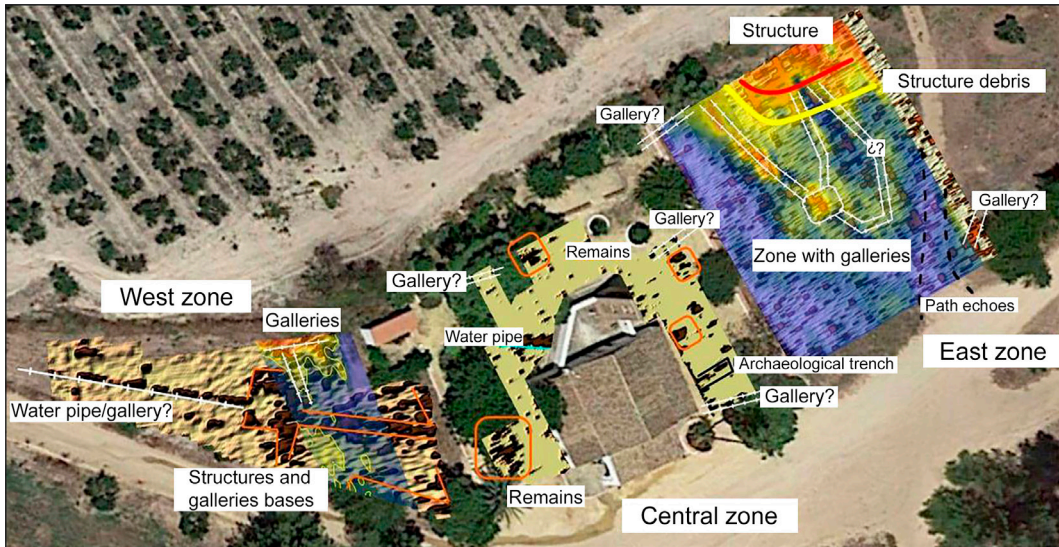 Structure
Structure debris
Gallery?
¿?
Gallery?
Gallery?
Remains
Zone with galleries
Gallery?
West zone
Galleries
Path echoes
Water pipe
East zone
Archaeological trench
Gallery?
Water pipe/gallery?
Structures and
galleries bases
Remains
Central zone